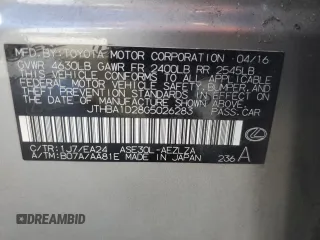 MFD. BY: TOYOTA MOTOR CORPORATION 04/16
GVWR 4630LB GAWR FR 2400LB RR 2545LB
THIS VEHICLE CONFORMS TO ALL APPLICABLE
FEDERAL MOTOR VEHICLE SAFETY, BUMPER,
AND THEFT PREVENTION STANDARDS IN EFFECT
ON THE DATE OF MANUFACTURE SHOWN ABOVE.
JTHBA1D28G5026283 PASS. CAR
C/TR: 1J7/EA24 ASE30L-AEZLZA
A/TM: B07A/AA81E MADE IN JAPAN 236 A
DREAMBID